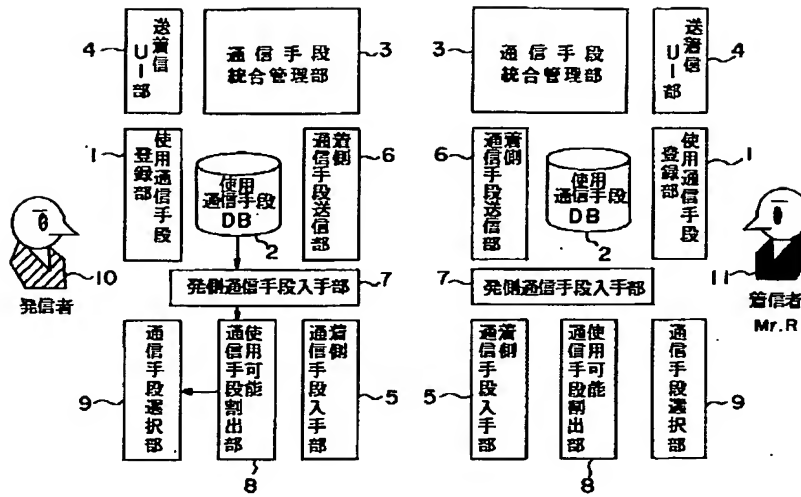 4
送着信
UI部
通信手段
統合管理部
3
3
通信手段
統合管理部
送着信
UI部
4
1
使用通信手段
登録部
使用
通信手段
DB
2
着側
通信手段送信部
6
6
着側
通信手段送信部
使用
通信手段
DB
2
使用通信手段
登録部
1
10
発信者
発側通信手段入手部
7
7
発側通信手段入手部
11
着信者
Mr.R
9
通信手段選択部
使用可能
通信手段割出部
8
着側
通信手段入手部
5
5
着側
通信手段入手部
使用可能
通信手段割出部
8
通信手段選択部
9